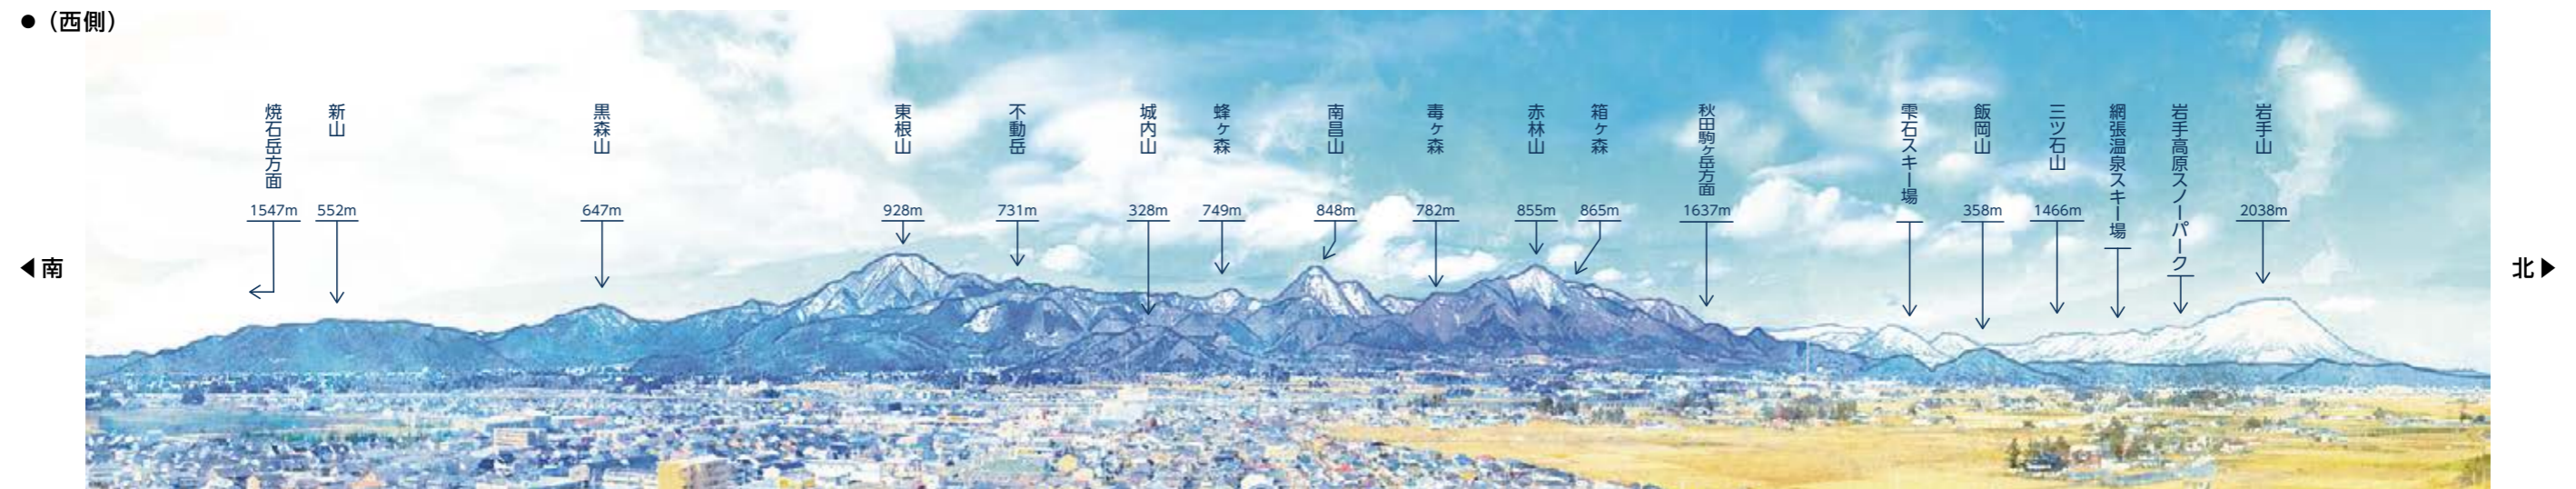 ●（西側）
焼石岳方面
1547m
新山
552m
黒森山
647m
東根山
928m
不動岳
731m
城内山
328m
蜂ヶ森
749m
南昌山
848m
毒ヶ森
782m
赤林山
855m
箱ヶ森
865m
秋田駒ヶ岳方面
1637m
雫石スキー場
飯岡山
358m
三ツ石山
1466m
網張温泉スキー場
岩手高原スノーパーク
岩手山
2038m
◀南
北▶